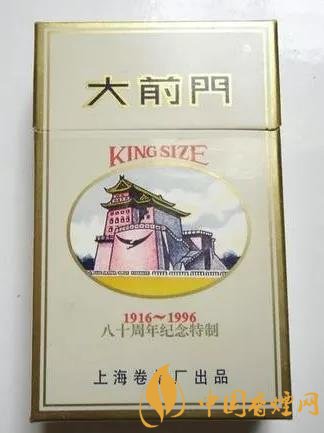 大前門
KING SIZE
1916~1996
八十周年纪念特制
上海卷烟厂出品
中国香烟网